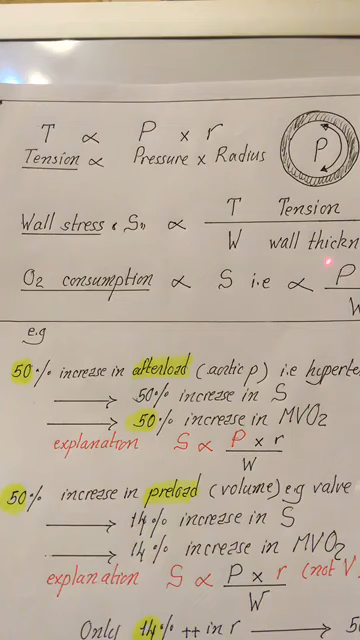 T ∝ P x r
Tension ∝ Pressure x Radius
P
Wall stress "S" ∝ T Tension
W wall thickn
O2 consumption ∝ S i.e ∝ P
W
e.g
50% increase in afterload (aortic p) i.e hyperte
→ 50% increase in S
→ 50% increase in MVO2
explanation S ∝ P x r
W
50% increase in preload (volume) e.g valve
→ 14% increase in S
→ 14% increase in MVO2
explanation S ∝ P x r (not V
W
Only 14% ++ in r → 50